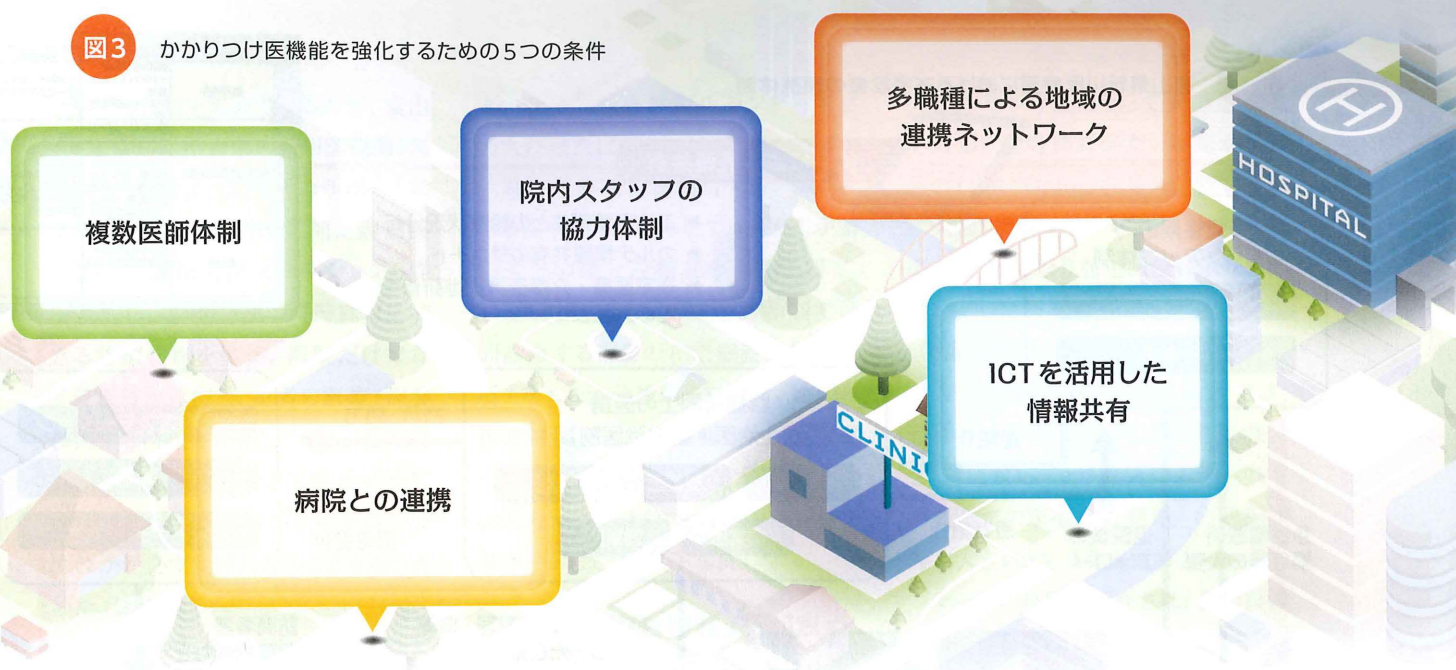 図3
かかりつけ医機能を強化するための5つの条件
複数医師体制
院内スタッフの
協力体制
多職種による地域の
連携ネットワーク
病院との連携
ICTを活用した
情報共有
HOSPITAL
H